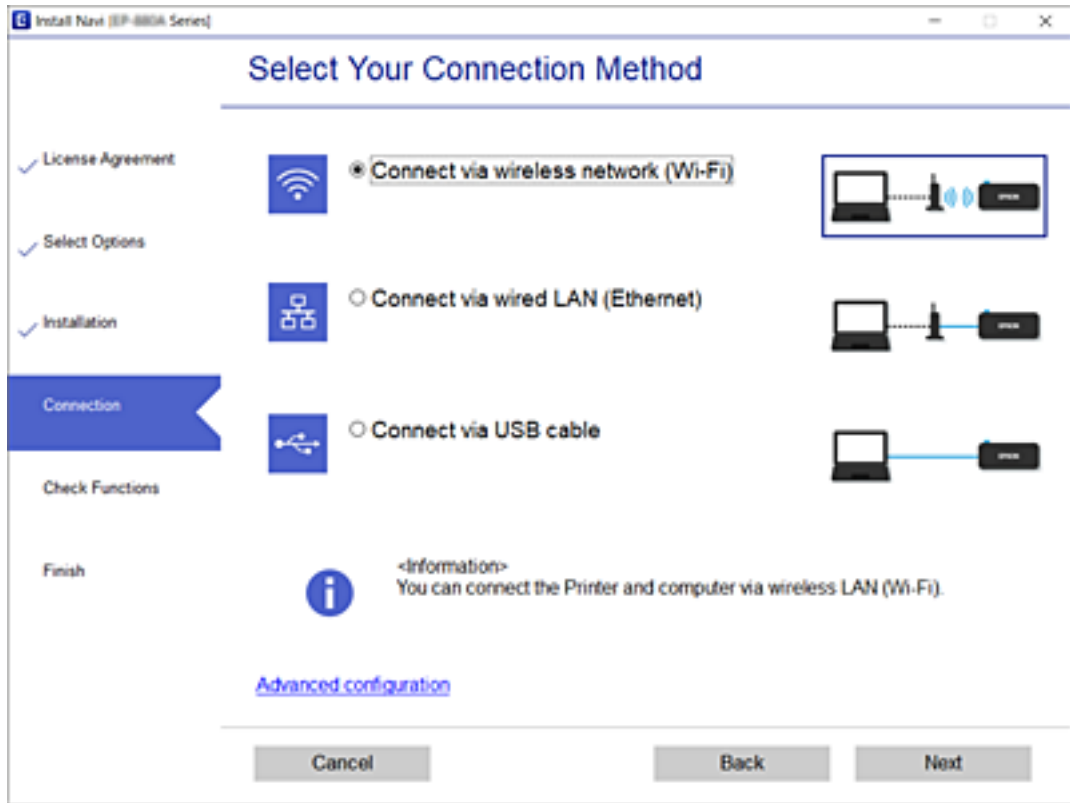 Install Navi [EP-880A Series]
Select Your Connection Method
License Agreement
Select Options
Installation
Connection
Check Functions
Finish
Connect via wireless network (Wi-Fi)
Connect via wired LAN (Ethernet)
Connect via USB cable
<Information>
You can connect the Printer and computer via wireless LAN (Wi-Fi).
Advanced configuration
Cancel
Back
Next